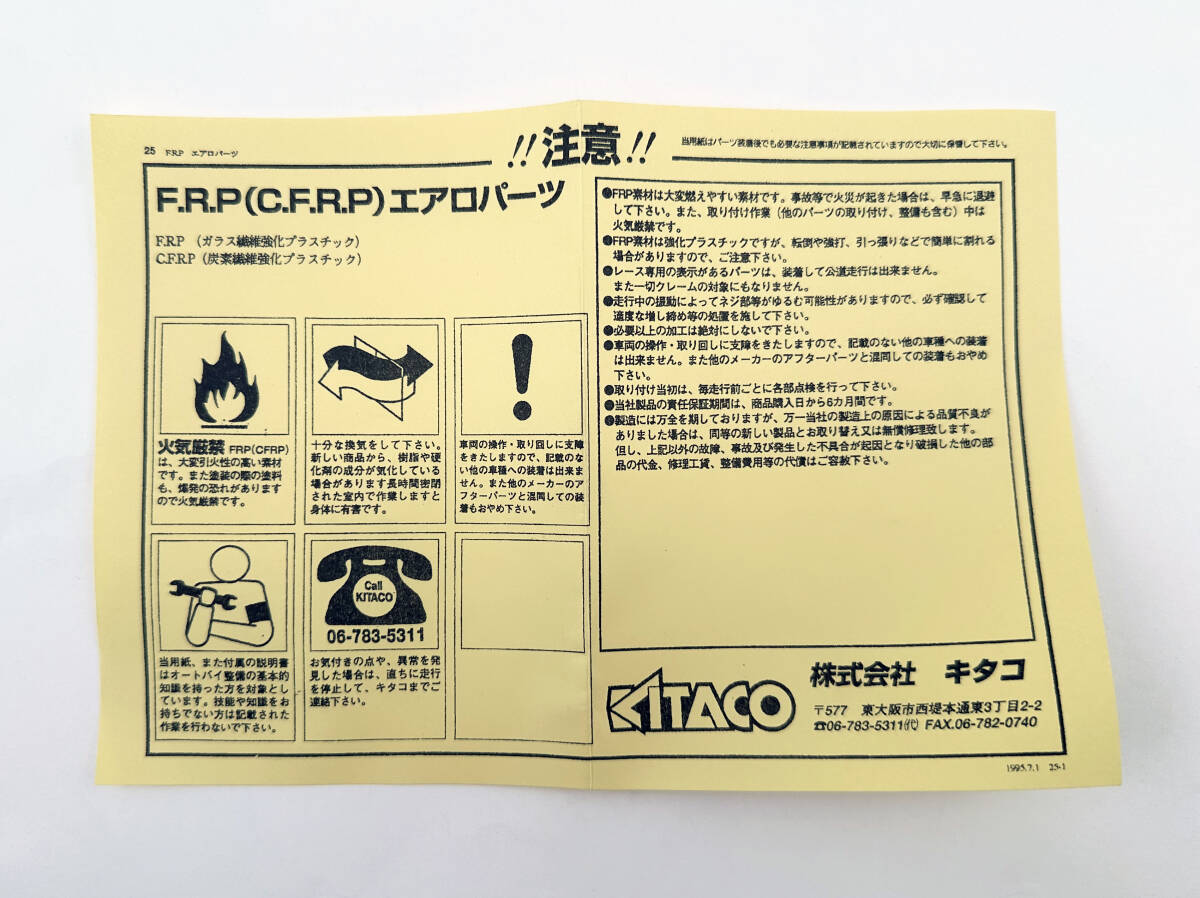 25 F.R.P エアロパーツ
!!注意!!
当用紙はパーツ装着後でも必要な注意事項が記載されていますので大切に保管して下さい。
F.R.P(C.F.R.P)エアロパーツ
F.R.P (ガラス繊維強化プラスチック)
C.F.R.P (炭素繊維強化プラスチック)
火気厳禁 FRP(CFRP)
は、大変引火性の高い素材
です。また塗装の際の塗料
も、爆発の恐れがあります
ので火気厳禁です。
十分な換気をして下さい。
新しい商品から、樹脂や硬
化剤の成分が気化している
場合があります長時間密閉
された室内で作業しますと
身体に有害です。
車両の操作・取り回しに支障
をきたしますので、記載のな
い他の車種への装着は出来ま
せん。また他のメーカーのア
フターパーツと混同しての装
着もおやめ下さい。
当用紙、また付属の説明書
はオートバイ整備の基本的
知識を持った方を対象とし
ています。技能や知識をお
持ちでない方は記載された
作業を行わないで下さい。
Call
KITACO
06-783-5311
お気付きの点や、異常を発
見した場合は、直ちに走行
を停止して、キタコまでご
連絡下さい。
●FRP素材は大変燃えやすい素材です。事故等で火災が起きた場合は、早急に退避
して下さい。また、取り付け作業(他のパーツの取り付け、整備も含む)中は
火気厳禁です。
●FRP素材は強化プラスチックですが、転倒や強打、引っ張りなどで簡単に割れる
場合がありますので、ご注意下さい。
●レース専用の表示があるパーツは、装着して公道走行は出来ません。
また一切クレームの対象にもなりません。
●走行中の振動によってネジ部等がゆるむ可能性がありますので、必ず確認して
適度な増し締め等の処置を施して下さい。
●必要以上の加工は絶対にしないで下さい。
●車両の操作・取り回しに支障をきたしますので、記載のない他の車種への装着
は出来ません。また他のメーカーのアフターパーツと混同しての装着もおやめ
下さい。
●取り付け当初は、毎走行前ごとに各部点検を行って下さい。
●当社製品の責任保証期間は、商品購入日から6カ月間です。
●製造には万全を期しておりますが、万一当社の製造上の原因による品質不良が
ありました場合は、同等の新しい製品とお取り替え又は無償修理致します。
但し、上記以外の故障、事故及び発生した不具合が起因となり破損した他の部
品の代金、修理工賃、整備費用等の代償はご容赦下さい。
KITACO
株式会社 キタコ
〒577 東大阪市西堤本通東3丁目2-2
☎06-783-5311㈹ FAX.06-782-0740
1995.7.1 25-1